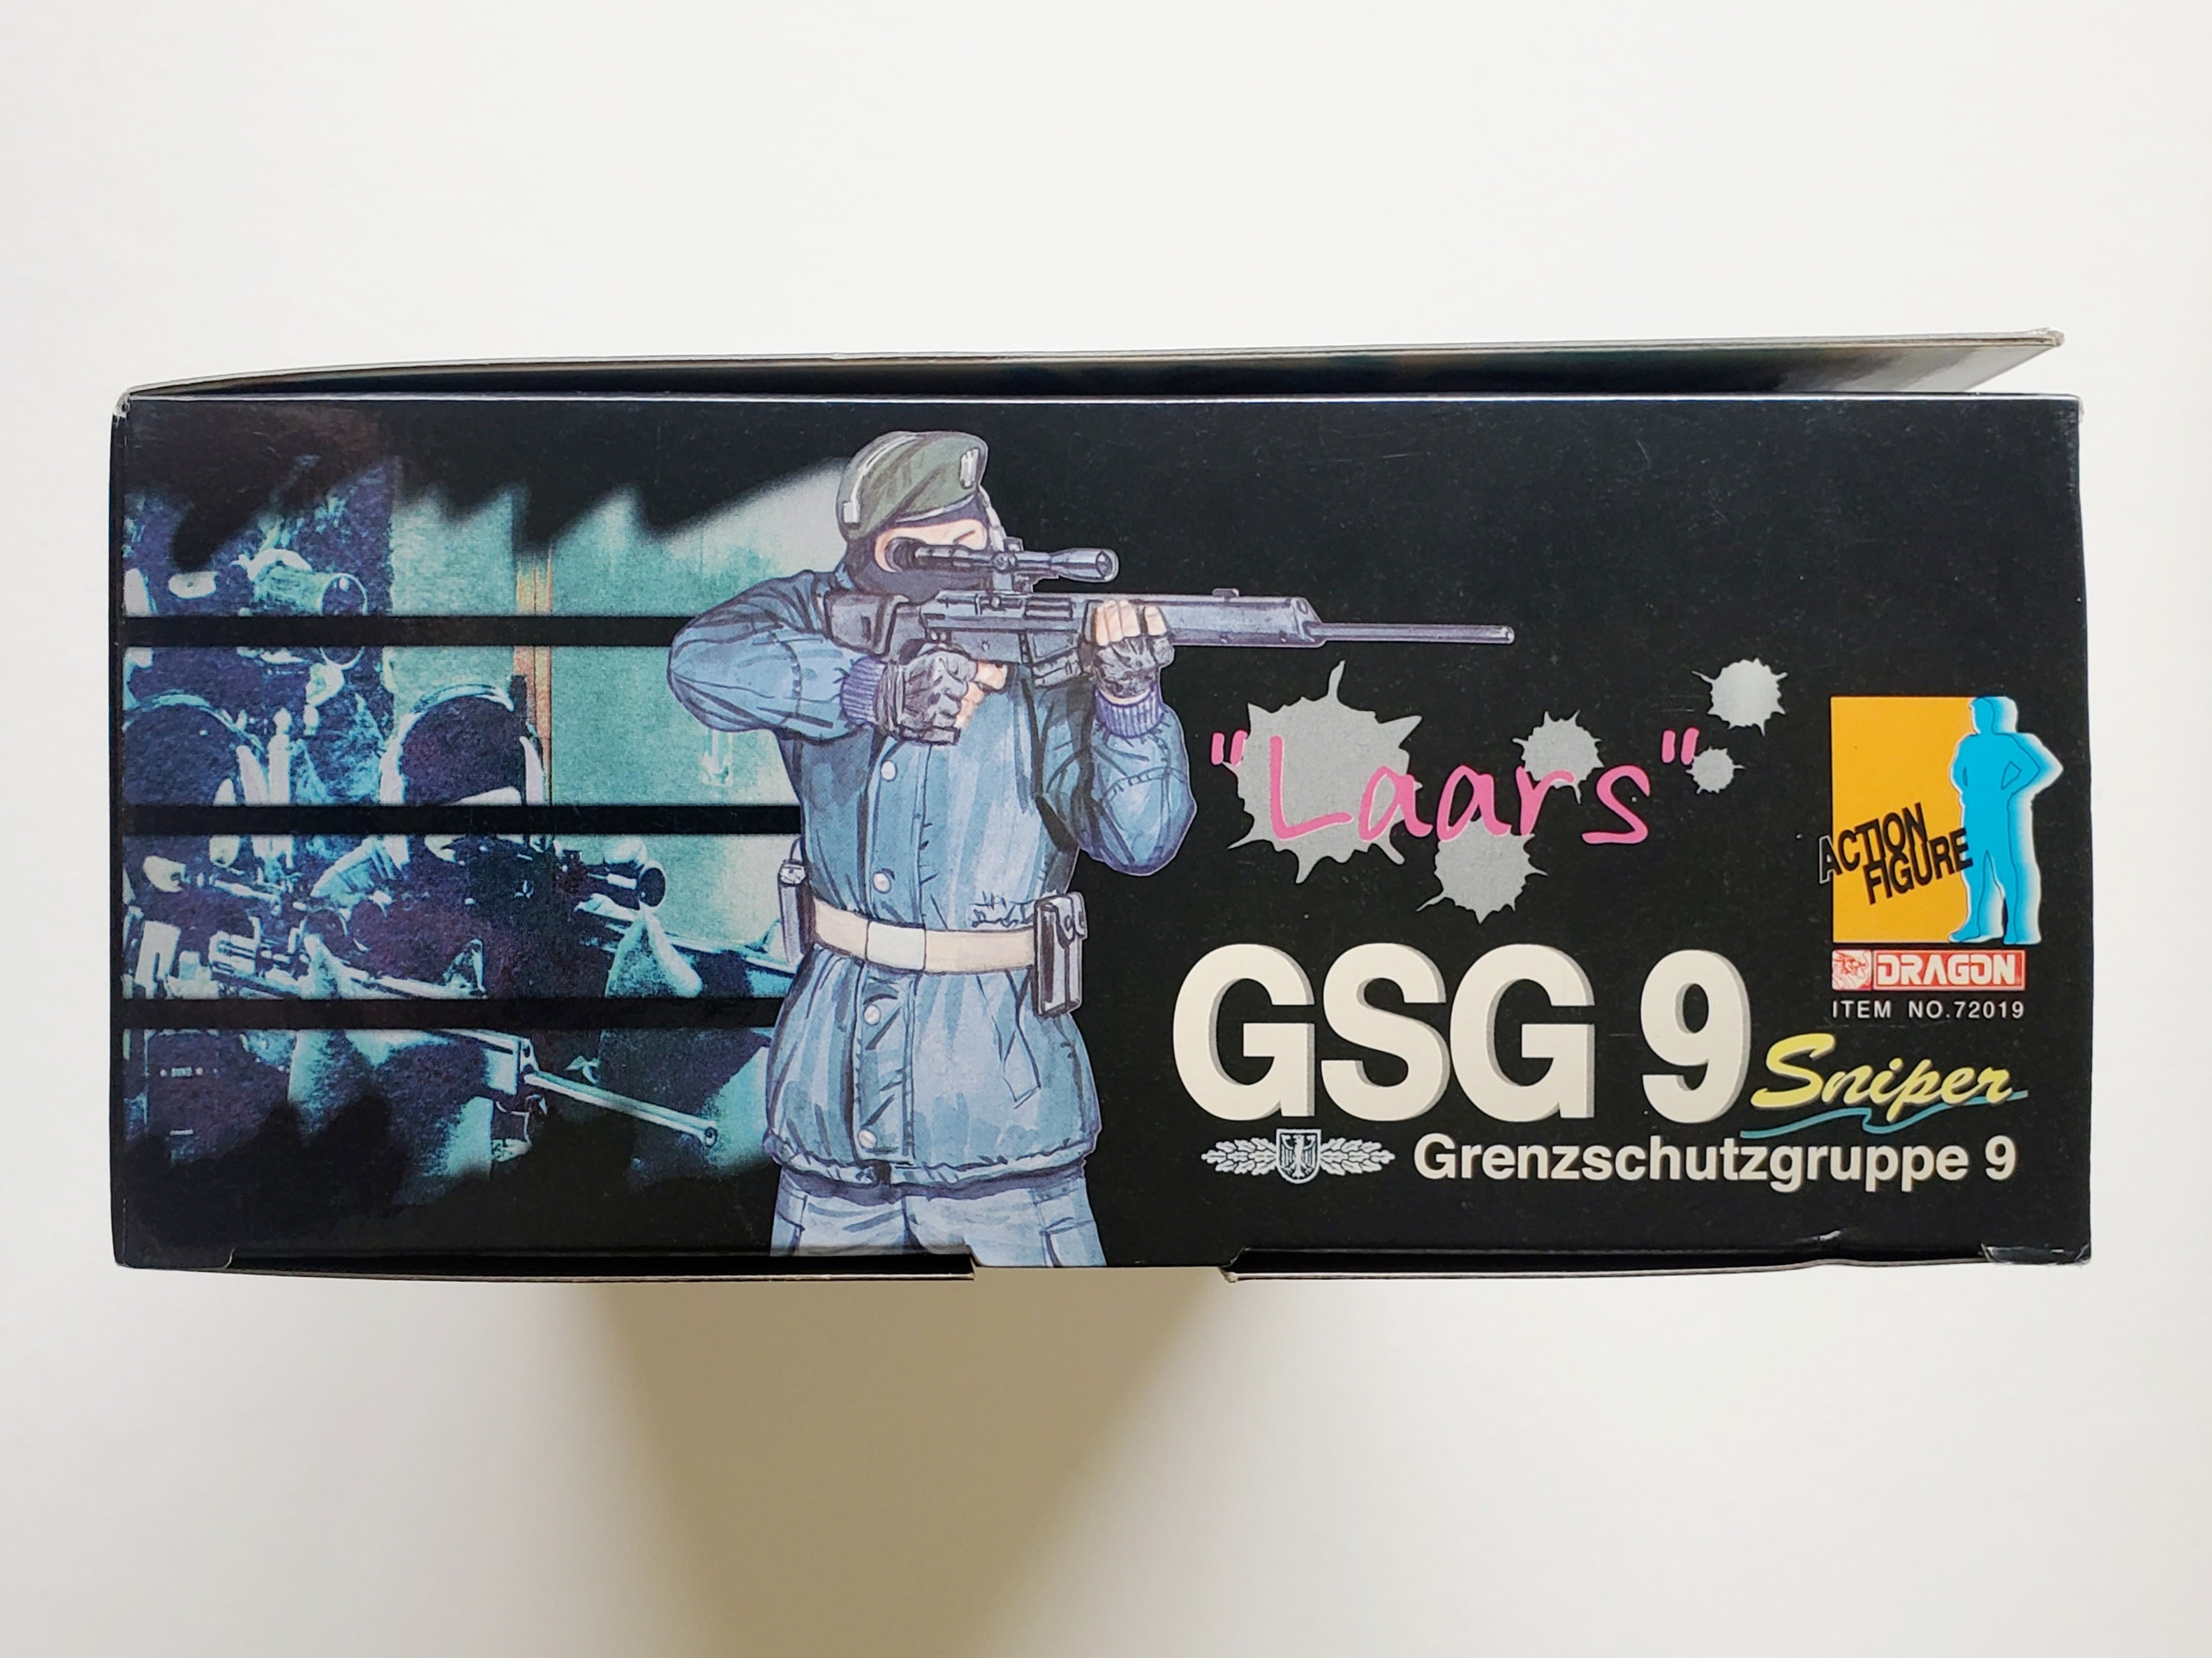 "Laars"
ACTION
FIGURE
DRAGON
ITEM NO.72019
GSG 9
Sniper
Grenzschutzgruppe 9